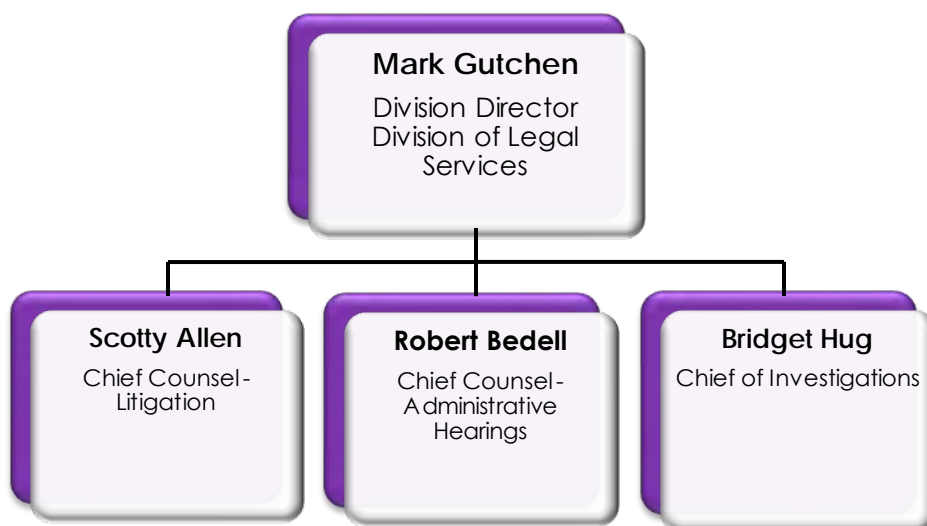 Mark Gutchen
Division Director
Division of Legal
Services
Scotty Allen
Chief Counsel-
Litigation
Robert Bedell
Chief Counsel-
Administrative
Hearings
Bridget Hug
Chief of Investigations